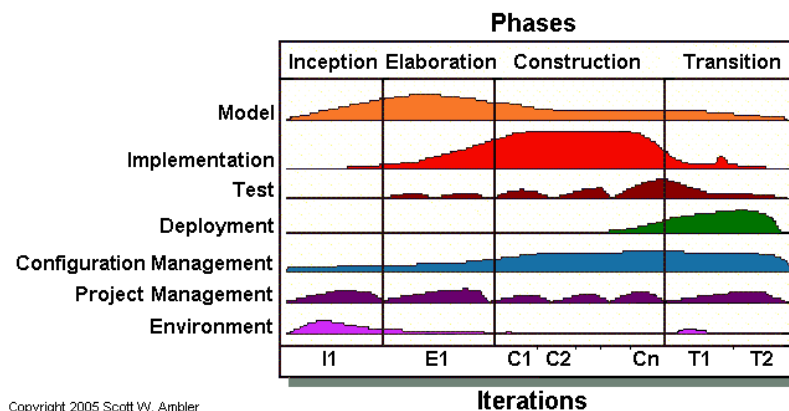 Phases
Inception Elaboration Construction Transition
Model
Implementation
Test
Deployment
Configuration Management
Project Management
Environment
I1 E1 C1 C2 Cn T1 T2
Iterations
Copyright 2005 Scott W. Ambler